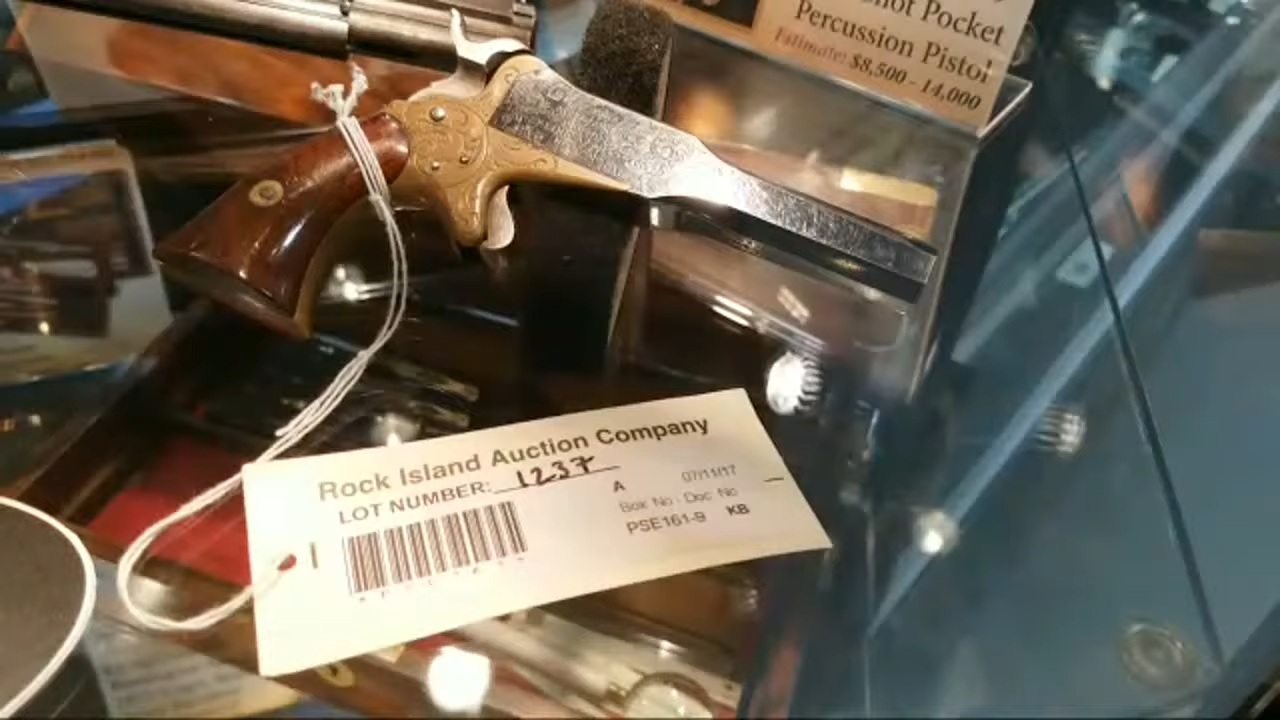 Pocket
Percussion Pistol
Estimate: $8,500 - 14,000
Rock Island Auction Company
LOT NUMBER: 1237
A
07/11/17
Box No - Doc No
PSE161-9 KB